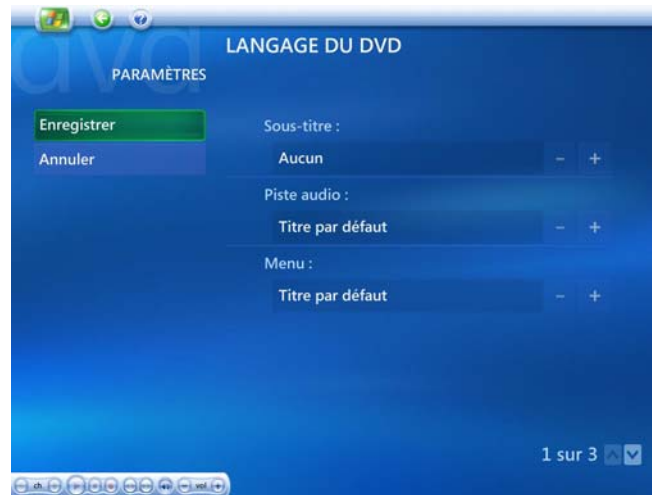 dvd
LANGAGE DU DVD
PARAMÈTRES
Enregistrer
Annuler
Sous-titre :
Aucun - +
Piste audio :
Titre par défaut - +
Menu :
Titre par défaut - +
1 sur 3
ch. vol